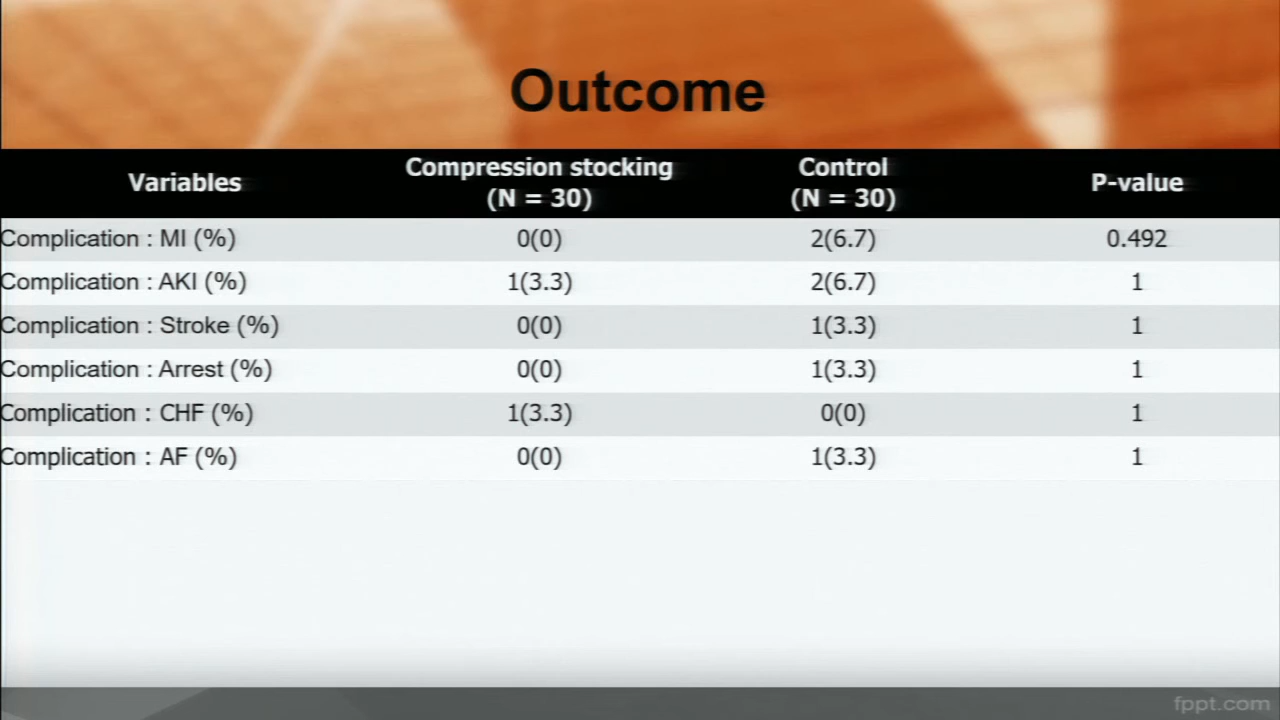 Outcome
Variables Compression stocking (N = 30) Control (N = 30) P-value
Complication : MI (%) 0(0) 2(6.7) 0.492
Complication : AKI (%) 1(3.3) 2(6.7) 1
Complication : Stroke (%) 0(0) 1(3.3) 1
Complication : Arrest (%) 0(0) 1(3.3) 1
Complication : CHF (%) 1(3.3) 0(0) 1
Complication : AF (%) 0(0) 1(3.3) 1
fppt.com